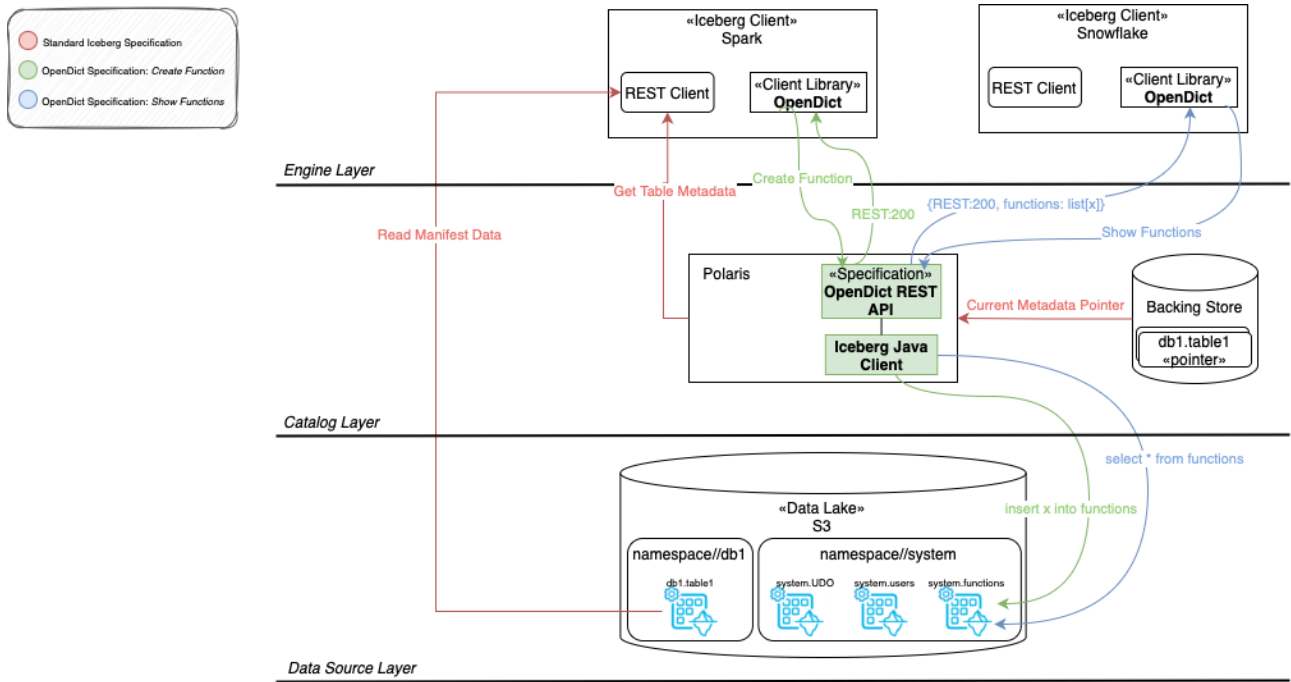 Standard Iceberg Specification
OpenDict Specification: Create Function
OpenDict Specification: Show Functions
«Iceberg Client»
Spark
REST Client
«Client Library»
OpenDict
«Iceberg Client»
Snowflake
REST Client
«Client Library»
OpenDict
Engine Layer
Get Table Metadata
Create Function
REST:200
{REST:200, functions: list[x]}
Show Functions
Read Manifest Data
Polaris
«Specification»
OpenDict REST
API
Iceberg Java
Client
Current Metadata Pointer
Backing Store
db1.table1
«pointer»
Catalog Layer
select * from functions
insert x into functions
«Data Lake»
S3
namespace//db1
db1.table1
namespace//system
system.UDO
system.users
system.functions
Data Source Layer